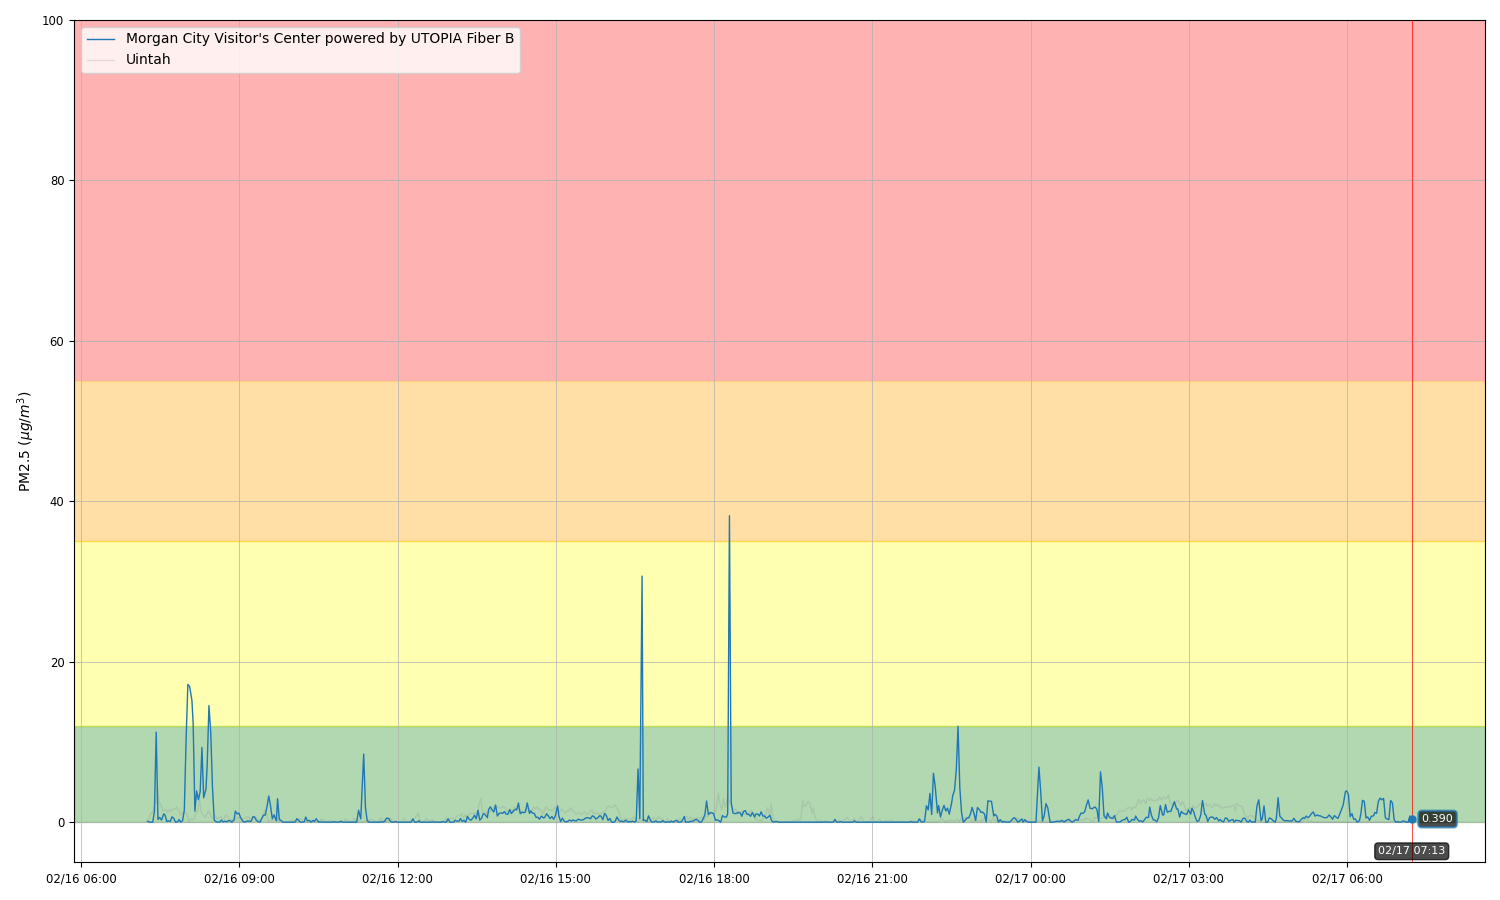 100
Morgan City Visitor's Center powered by UTOPIA Fiber B
Uintah
80
60
PM2.5 (μg/m³)
40
20
0
0.390
02/17 07:13
02/16 06:00 02/16 09:00 02/16 12:00 02/16 15:00 02/16 18:00 02/16 21:00 02/17 00:00 02/17 03:00 02/17 06:00